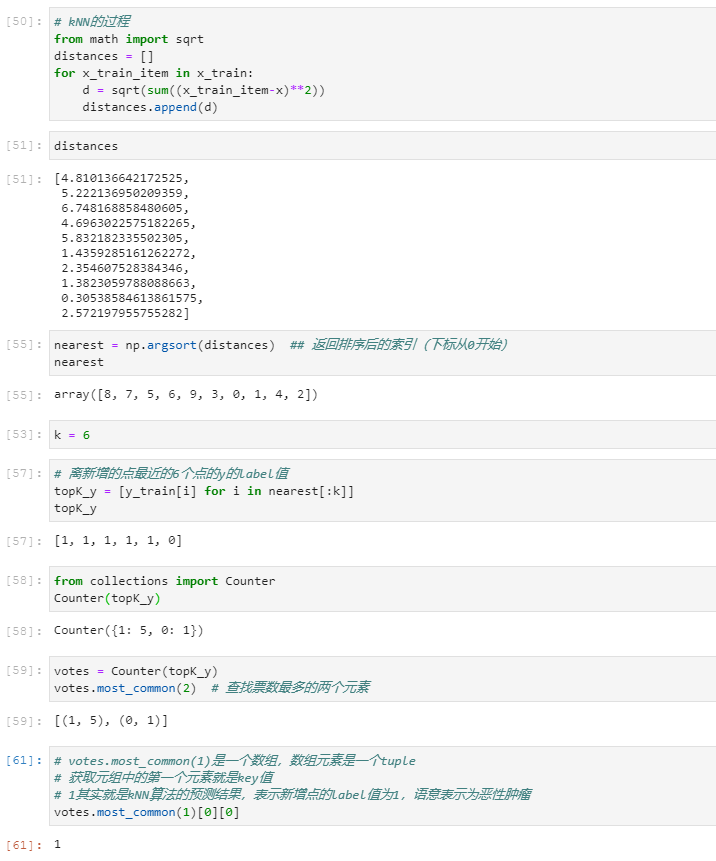 [50]: # kNN的过程
from math import sqrt
distances = []
for x_train_item in x_train:
    d = sqrt(sum((x_train_item-x)**2))
    distances.append(d)
[51]: distances
[51]: [4.810136642172525,
 5.222136950209359,
 6.748168858480605,
 4.6963022575182265,
 5.832182335502305,
 1.4359285161262272,
 2.354607528384346,
 1.3823059788088663,
 0.30538584613861575,
 2.572197955755282]
[55]: nearest = np.argsort(distances)  ## 返回排序后的索引（下标从0开始）
nearest
[55]: array([8, 7, 5, 6, 9, 3, 0, 1, 4, 2])
[53]: k = 6
[57]: # 离新增的点最近的6个点的y的label值
topK_y = [y_train[i] for i in nearest[:k]]
topK_y
[57]: [1, 1, 1, 1, 1, 0]
[58]: from collections import Counter
Counter(topK_y)
[58]: Counter({1: 5, 0: 1})
[59]: votes = Counter(topK_y)
votes.most_common(2)  # 查找票数最多的两个元素
[59]: [(1, 5), (0, 1)]
[61]: # votes.most_common(1)是一个数组，数组元素是一个tuple
# 获取元组中的第一个元素就是key值
# 1其实就是kNN算法的预测结果，表示新增点的label值为1，语意表示为恶性肿瘤
votes.most_common(1)[0][0]
[61]: 1